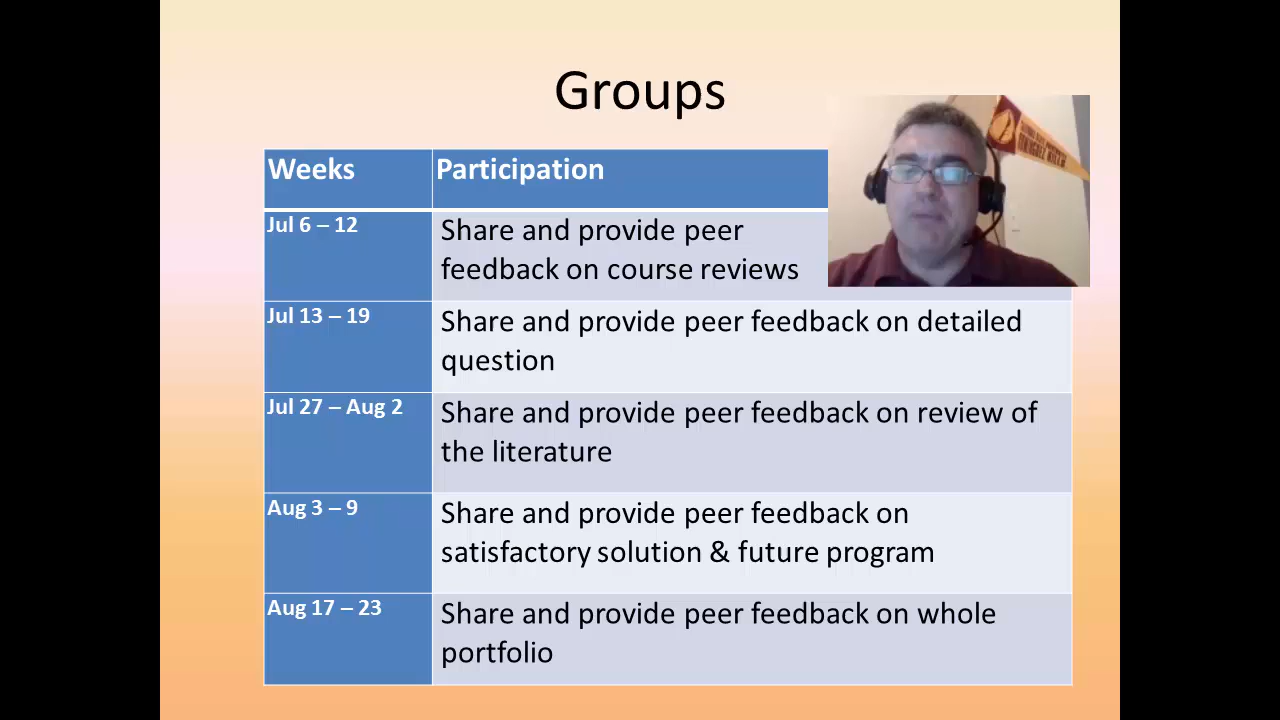 Groups
Weeks
Participation
Jul 6 – 12
Share and provide peer
feedback on course reviews
Jul 13 – 19
Share and provide peer feedback on detailed
question
Jul 27 – Aug 2
Share and provide peer feedback on review of
the literature
Aug 3 – 9
Share and provide peer feedback on
satisfactory solution & future program
Aug 17 – 23
Share and provide peer feedback on whole
portfolio